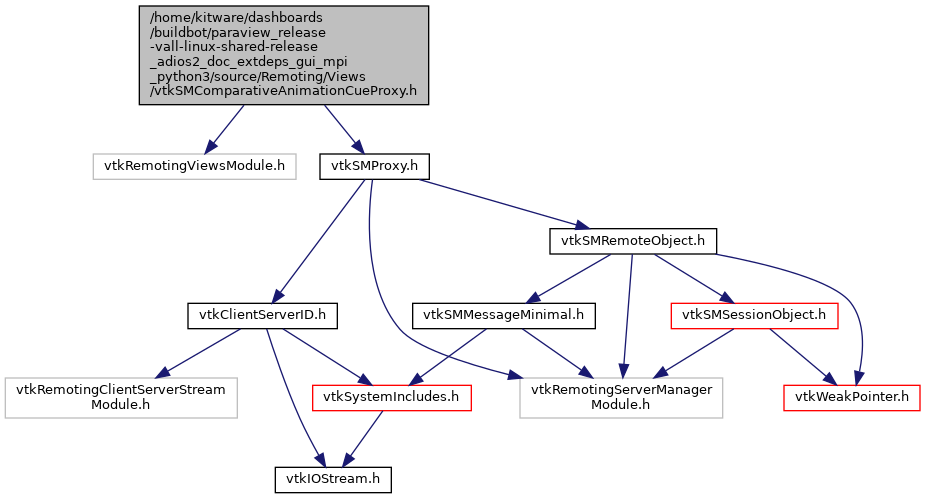 /home/kitware/dashboards
/buildbot/paraview_release
-vall-linux-shared-release
_adios2_doc_extdeps_gui_mpi
_python3/source/Remoting/Views
/vtkSMComparativeAnimationCueProxy.h
vtkRemotingViewsModule.h
vtkSMProxy.h
vtkSMRemoteObject.h
vtkClientServerID.h
vtkSMMessageMinimal.h
vtkSMSessionObject.h
vtkRemotingClientServerStream
Module.h
vtkSystemIncludes.h
vtkRemotingServerManager
Module.h
vtkWeakPointer.h
vtkIOStream.h